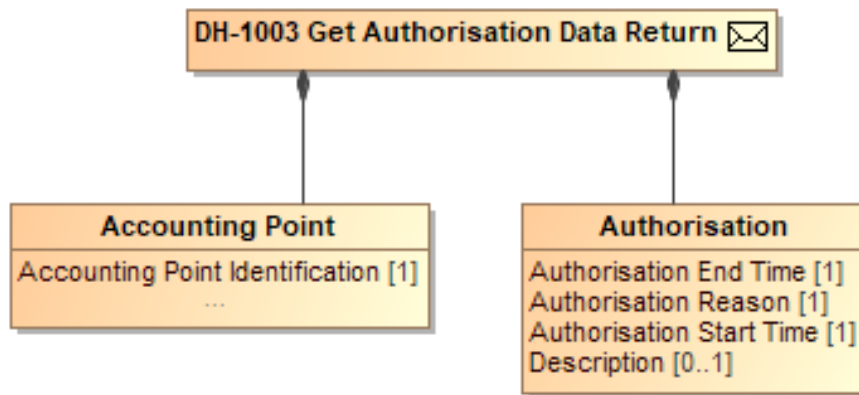 DH-1003 Get Authorisation Data Return
Accounting Point
Accounting Point Identification [1]
...
Authorisation
Authorisation End Time [1]
Authorisation Reason [1]
Authorisation Start Time [1]
Description [0..1]